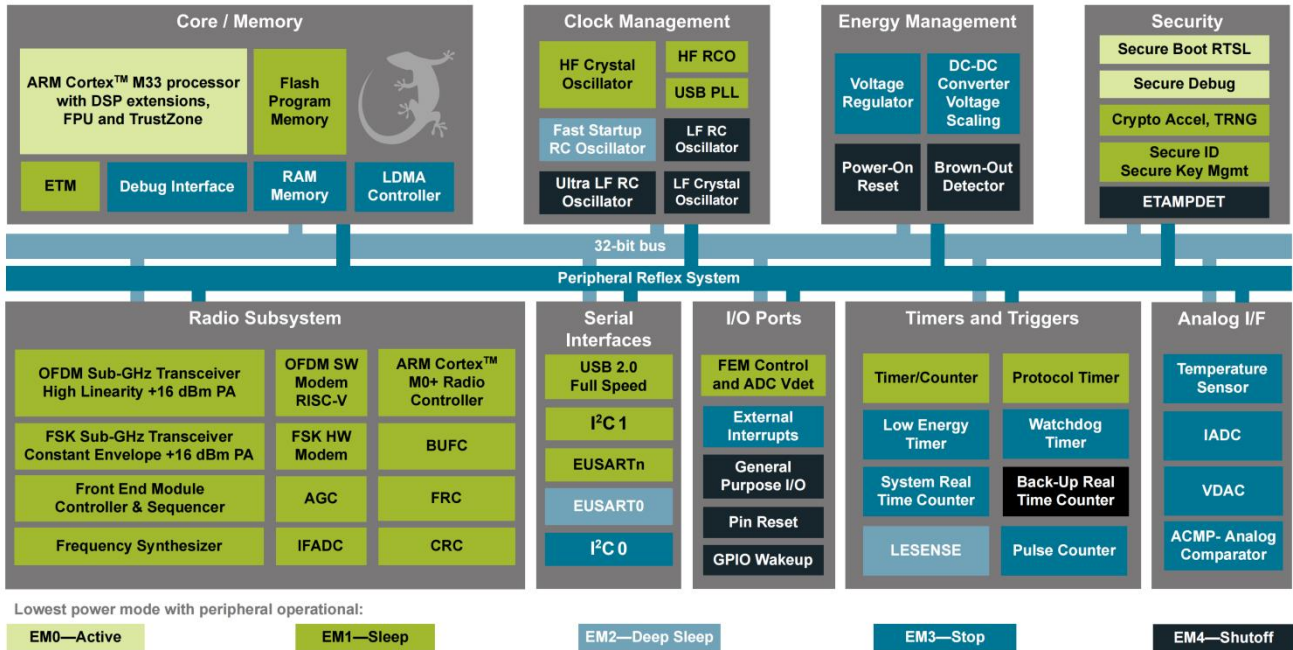 Core / Memory
ARM Cortex™ M33 processor
with DSP extensions,
FPU and TrustZone
Flash
Program
Memory
ETM
Debug Interface
RAM
Memory
LDMA
Controller
Clock Management
HF Crystal
Oscillator
HF RCO
USB PLL
Fast Startup
RC Oscillator
LF RC
Oscillator
Ultra LF RC
Oscillator
LF Crystal
Oscillator
Energy Management
Voltage
Regulator
DC-DC
Converter
Voltage
Scaling
Power-On
Reset
Brown-Out
Detector
Security
Secure Boot RTSL
Secure Debug
Crypto Accel, TRNG
Secure ID
Secure Key Mgmt
ETAMPDET
32-bit bus
Peripheral Reflex System
Radio Subsystem
OFDM Sub-GHz Transceiver
High Linearity +16 dBm PA
OFDM SW
Modem
RISC-V
ARM Cortex™
M0+ Radio
Controller
FSK Sub-GHz Transceiver
Constant Envelope +16 dBm PA
FSK HW
Modem
BUFC
Front End Module
Controller & Sequencer
AGC
FRC
Frequency Synthesizer
IFADC
CRC
Serial
Interfaces
USB 2.0
Full Speed
I²C 1
EUSARTn
EUSART0
I²C 0
I/O Ports
FEM Control
and ADC Vdet
External
Interrupts
General
Purpose I/O
Pin Reset
GPIO Wakeup
Timers and Triggers
Timer/Counter
Protocol Timer
Low Energy
Timer
Watchdog
Timer
System Real
Time Counter
Back-Up Real
Time Counter
LESENSE
Pulse Counter
Analog I/F
Temperature
Sensor
IADC
VDAC
ACMP- Analog
Comparator
Lowest power mode with peripheral operational:
EM0—Active
EM1—Sleep
EM2—Deep Sleep
EM3—Stop
EM4—Shutoff